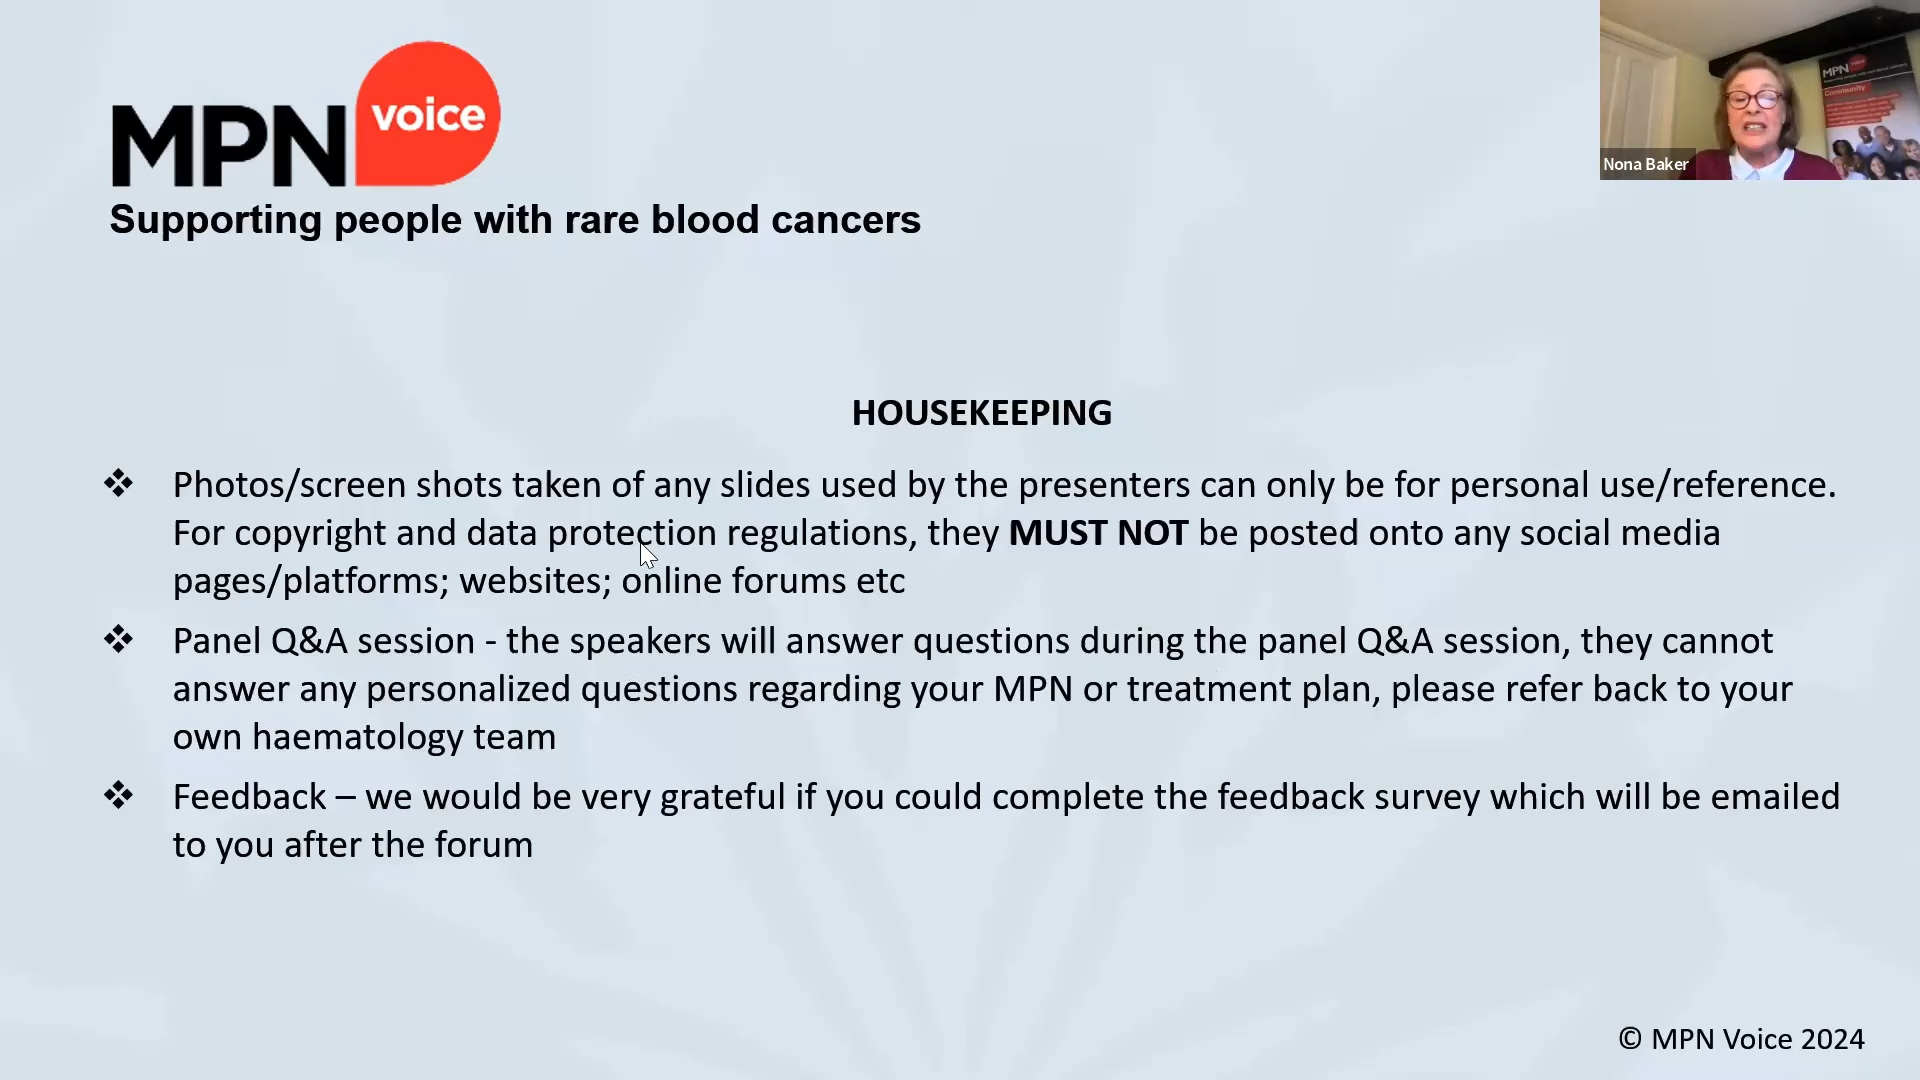 MPN voice
Supporting people with rare blood cancers
MPN voice
Community
Nona Baker
HOUSEKEEPING
❖ Photos/screen shots taken of any slides used by the presenters can only be for personal use/reference.
For copyright and data protection regulations, they MUST NOT be posted onto any social media
pages/platforms; websites; online forums etc
❖ Panel Q&A session - the speakers will answer questions during the panel Q&A session, they cannot
answer any personalized questions regarding your MPN or treatment plan, please refer back to your
own haematology team
❖ Feedback – we would be very grateful if you could complete the feedback survey which will be emailed
to you after the forum
© MPN Voice 2024